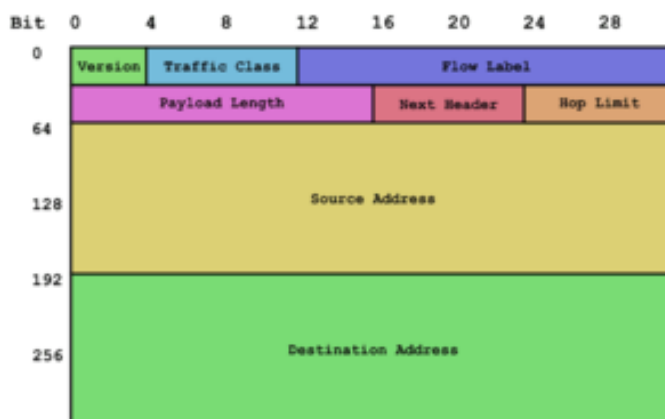 Bit 0 4 8 12 16 20 24 28
0 Version Traffic Class Flow Label
Payload Length Next Header Hop Limit
64
128 Source Address
192
256 Destination Address